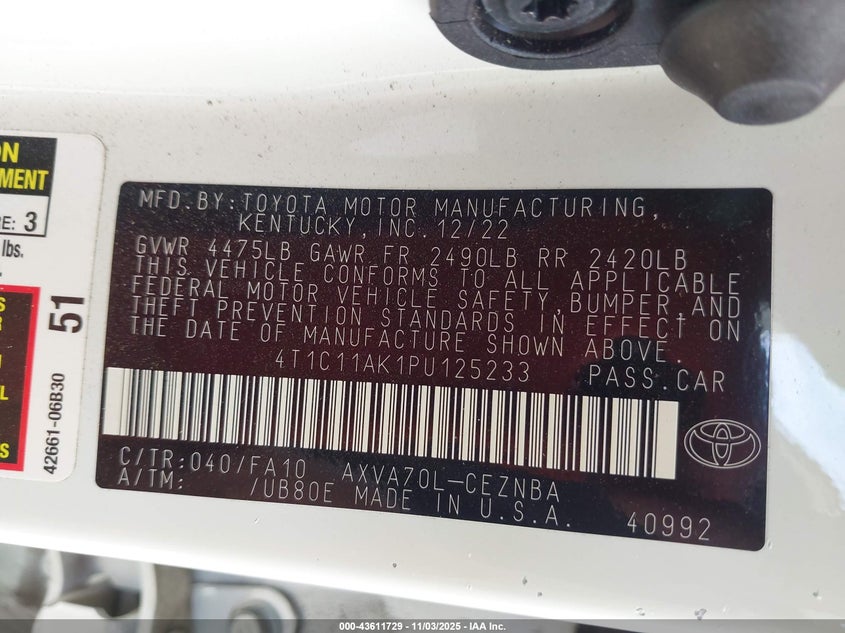 ON
MENT
E: 3
lbs.
S
R
L
S
51
42661-06B30
MFD.BY:TOYOTA MOTOR MANUFACTURING,
KENTUCKY,INC.12/22
GVWR 4475LB GAWR FR 2490LB RR 2420LB
THIS VEHICLE CONFORMS TO ALL APPLICABLE
FEDERAL MOTOR VEHICLE SAFETY,BUMPER,AND
THEFT PREVENTION STANDARDS IN EFFECT ON
THE DATE OF MANUFACTURE SHOWN ABOVE.
4T1C11AK1PU125233 PASS.CAR
C/TR:040/FA10 AXVA70L-CEZNBA
A/TM: /UB80E MADE IN U.S.A.
40992
000-43611729 - 11/03/2025 - IAA Inc.